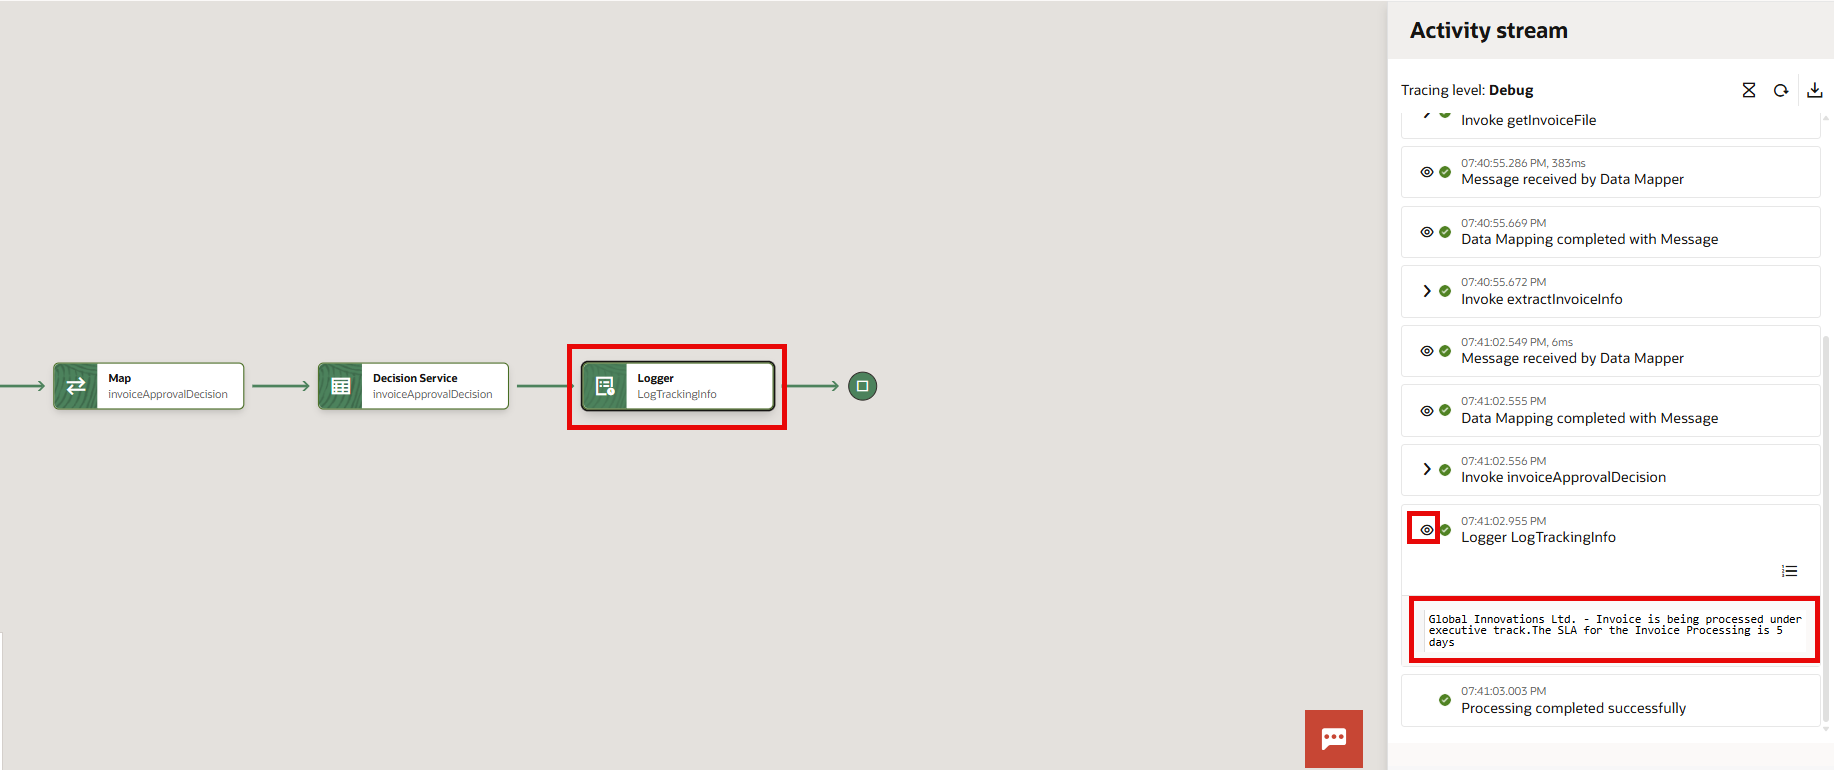 Activity stream
Tracing level: Debug
Invoke getInvoiceFile
07:40:55.286 PM, 383ms
Message received by Data Mapper
07:40:55.669 PM
Data Mapping completed with Message
07:40:55.672 PM
Invoke extractInvoiceInfo
07:41:02.549 PM, 6ms
Message received by Data Mapper
07:41:02.555 PM
Data Mapping completed with Message
07:41:02.556 PM
Invoke invoiceApprovalDecision
07:41:02.955 PM
Logger LogTrackingInfo
Global Innovations Ltd. - Invoice is being processed under
executive track.The SLA for the Invoice Processing is 5
days
07:41:03.003 PM
Processing completed successfully
Map
invoiceApprovalDecision
Decision Service
invoiceApprovalDecision
Logger
LogTrackingInfo